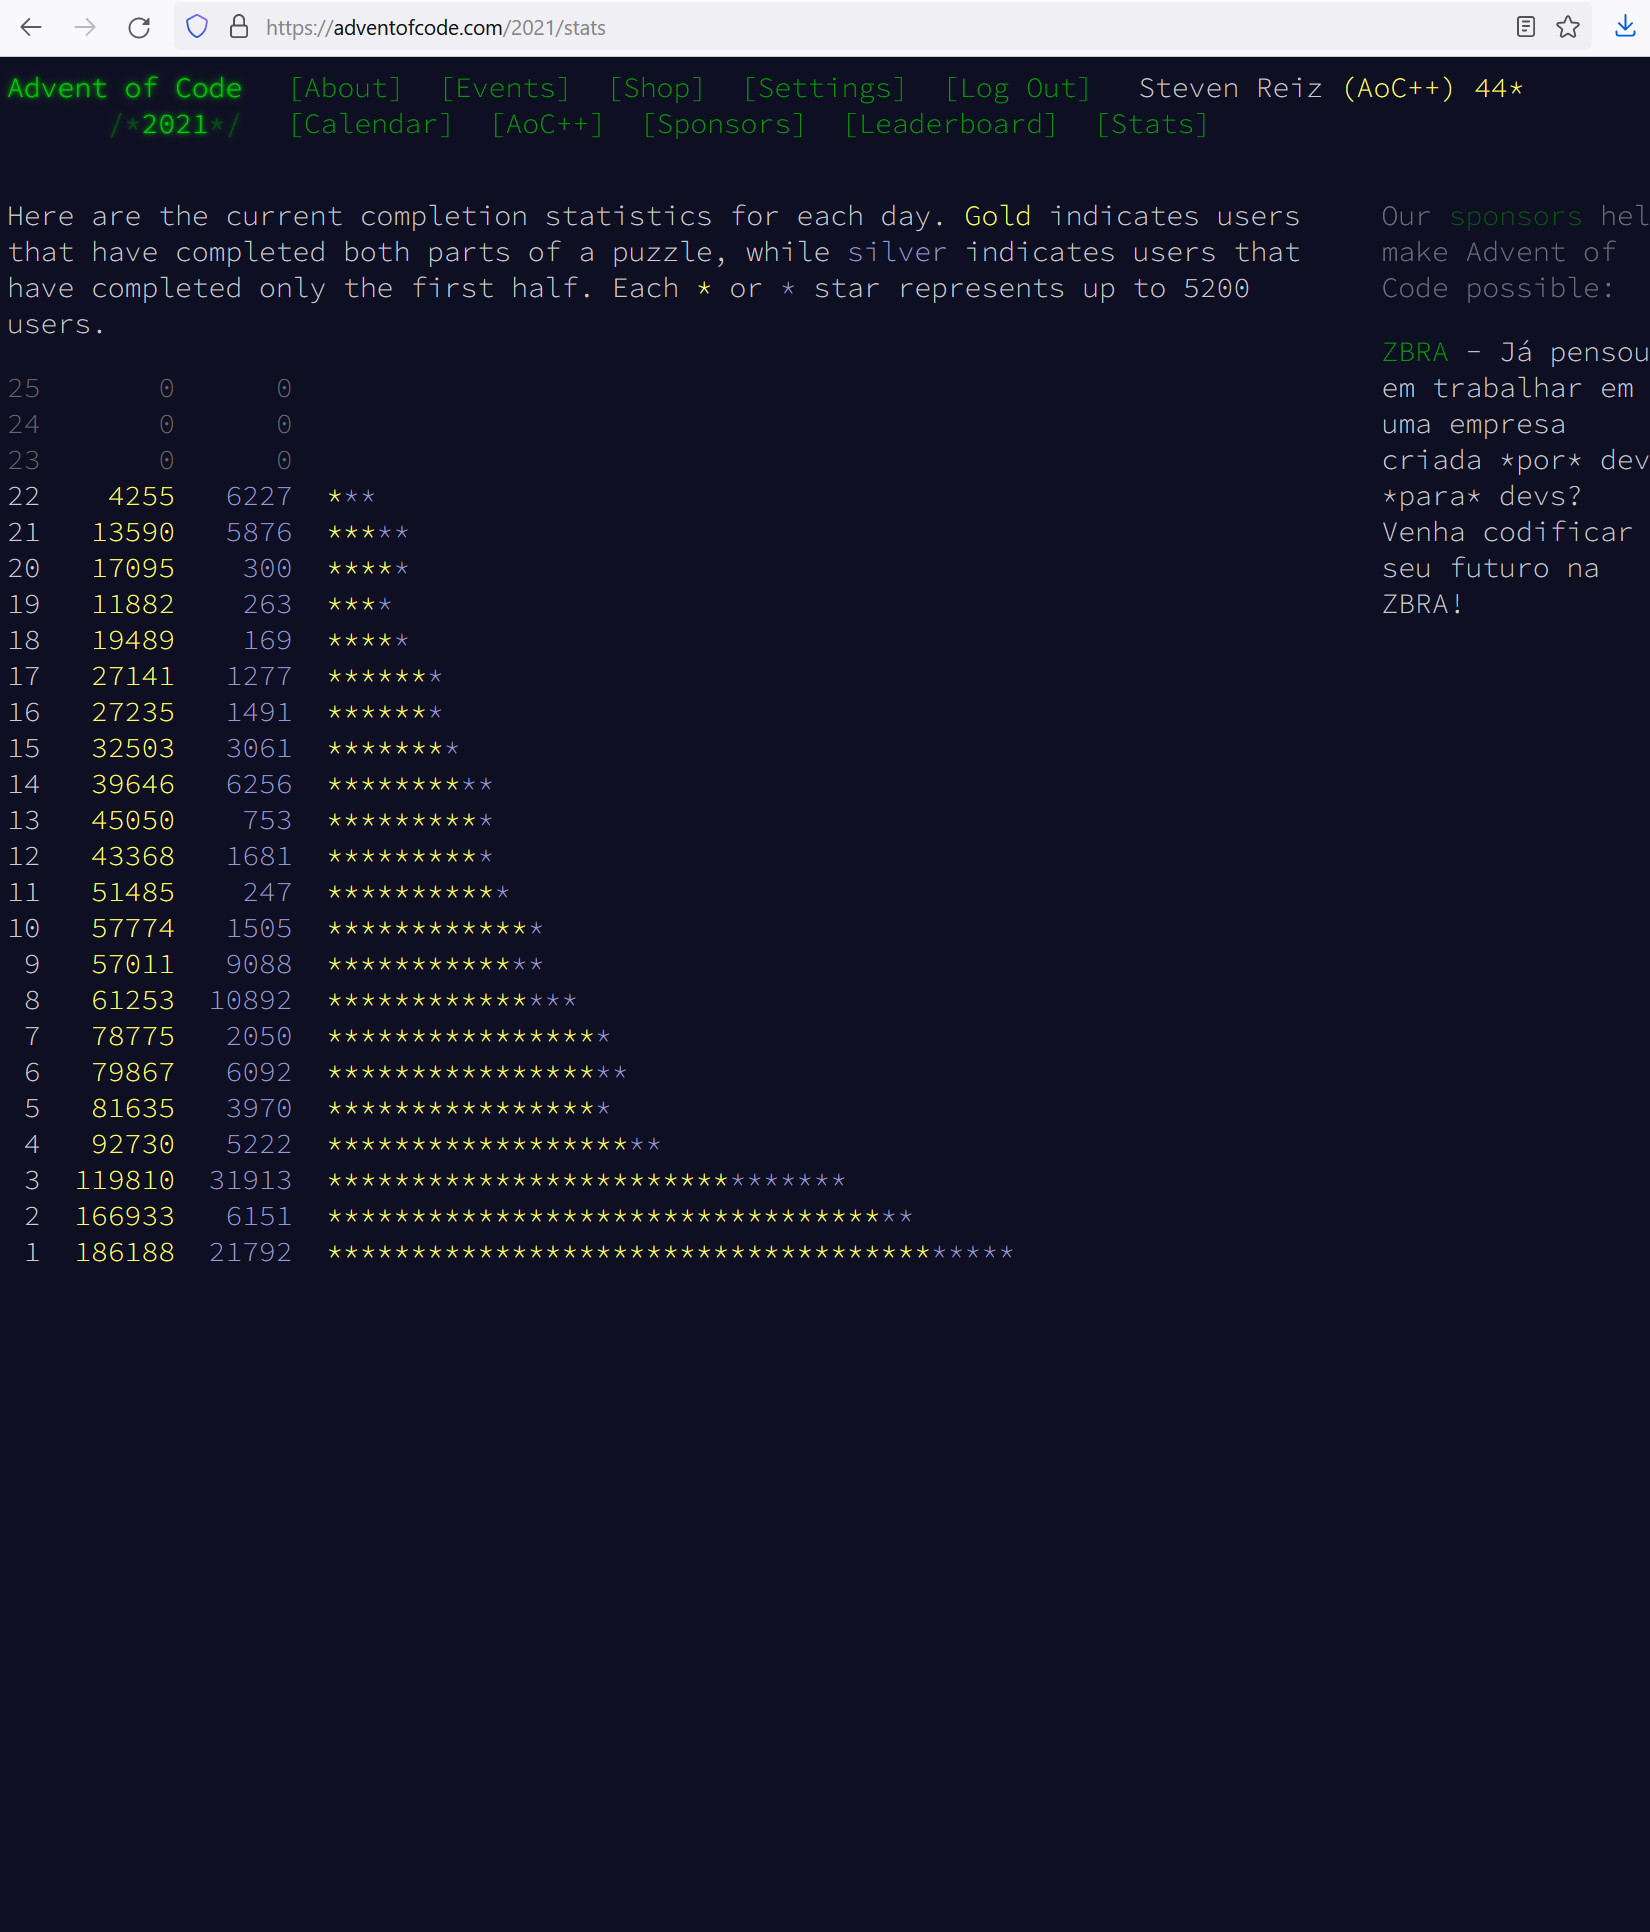 https://adventofcode.com/2021/stats
Advent of Code [About] [Events] [Shop] [Settings] [Log Out] Steven Reiz (AoC++) 44*
/*2021*/ [Calendar] [AoC++] [Sponsors] [Leaderboard] [Stats]
Here are the current completion statistics for each day. Gold indicates users
that have completed both parts of a puzzle, while silver indicates users that
have completed only the first half. Each * or * star represents up to 5200
users.
25 0 0
24 0 0
23 0 0
22 4255 6227 ***
21 13590 5876 *****
20 17095 300 *****
19 11882 263 ****
18 19489 169 *****
17 27141 1277 *******
16 27235 1491 *******
15 32503 3061 ********
14 39646 6256 **********
13 45050 753 **********
12 43368 1681 **********
11 51485 247 ***********
10 57774 1505 *************
9 57011 9088 *************
8 61253 10892 ***************
7 78775 2050 *****************
6 79867 6092 ******************
5 81635 3970 *****************
4 92730 5222 ********************
3 119810 31913 *******************************
2 166933 6151 ***********************************
1 186188 21792 *****************************************
Our sponsors hel
make Advent of
Code possible:
ZBRA - Já pensou
em trabalhar em
uma empresa
criada *por* dev
*para* devs?
Venha codificar
seu futuro na
ZBRA!